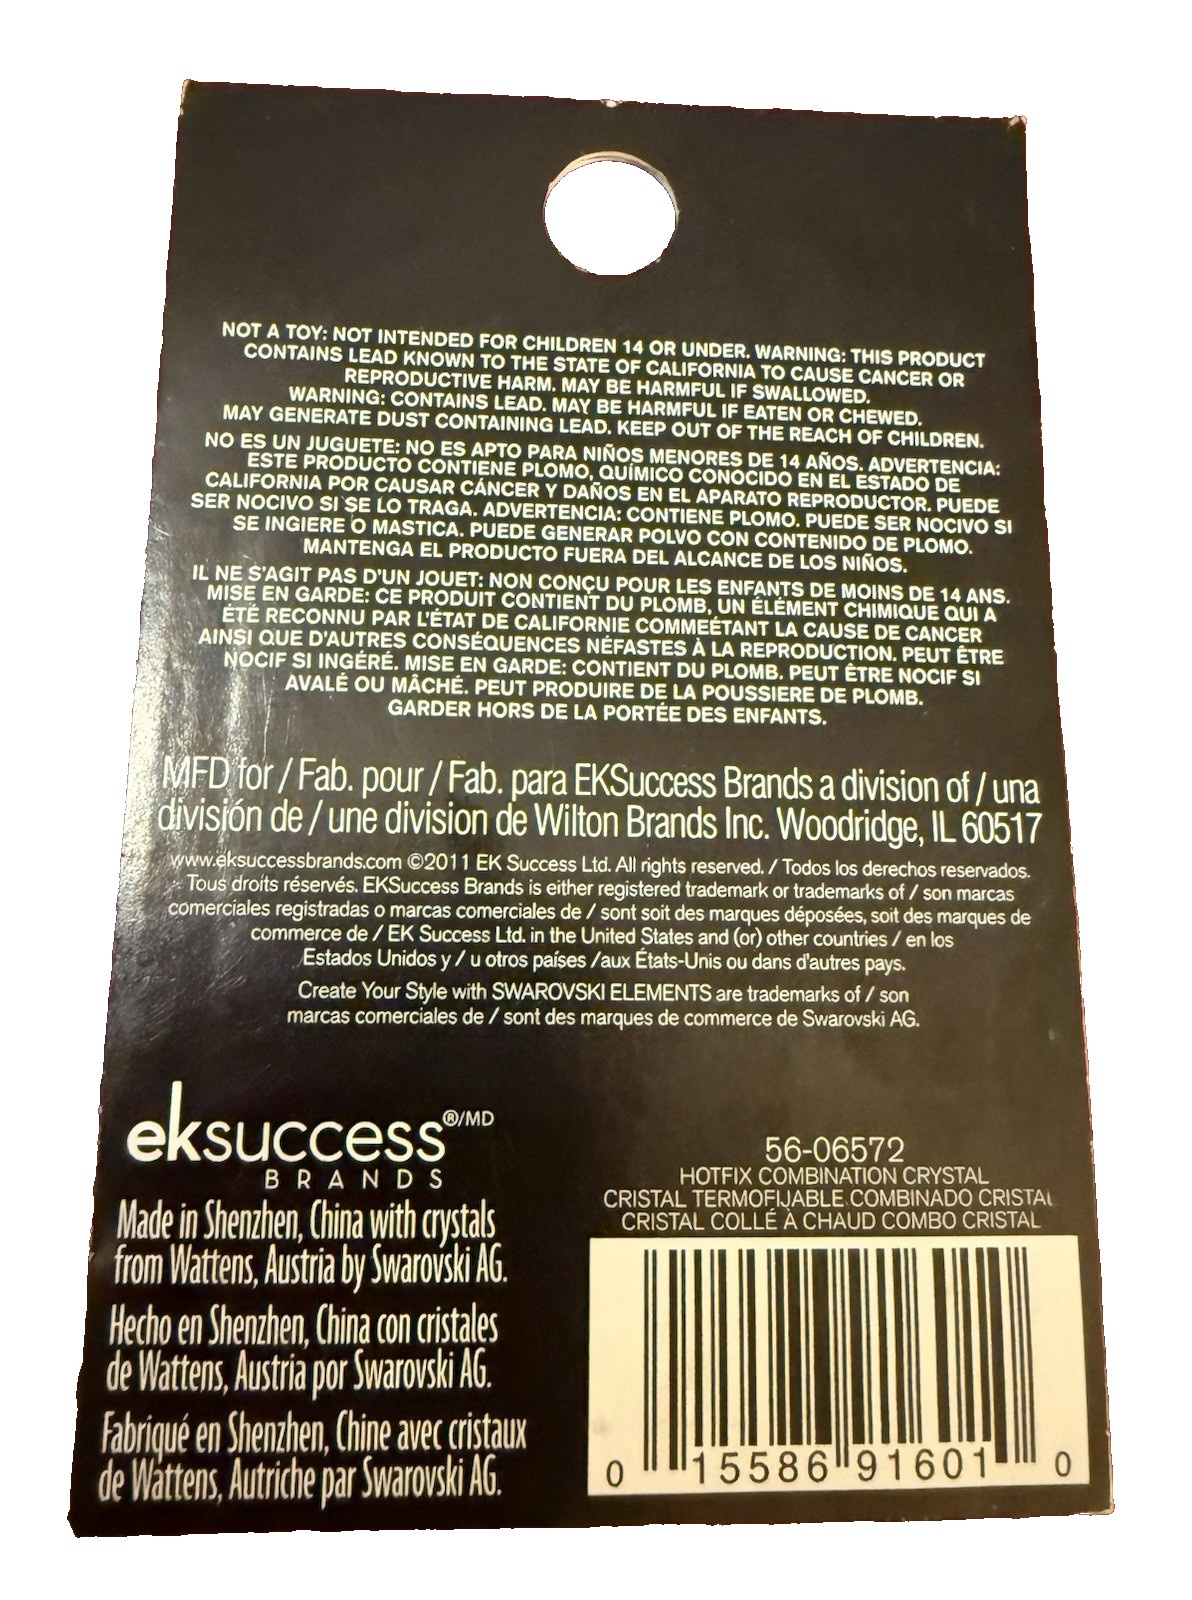 NOT A TOY: NOT INTENDED FOR CHILDREN 14 OR UNDER. WARNING: THIS PRODUCT
CONTAINS LEAD KNOWN TO THE STATE OF CALIFORNIA TO CAUSE CANCER OR
REPRODUCTIVE HARM. MAY BE HARMFUL IF SWALLOWED.
WARNING: CONTAINS LEAD. MAY BE HARMFUL IF EATEN OR CHEWED.
MAY GENERATE DUST CONTAINING LEAD. KEEP OUT OF THE REACH OF CHILDREN.
NO ES UN JUGUETE: NO ES APTO PARA NIÑOS MENORES DE 14 AÑOS. ADVERTENCIA:
ESTE PRODUCTO CONTIENE PLOMO, QUÍMICO CONOCIDO EN EL ESTADO DE
CALIFORNIA POR CAUSAR CÁNCER Y DAÑOS EN EL APARATO REPRODUCTOR. PUEDE
SER NOCIVO SI SE LO TRAGA. ADVERTENCIA: CONTIENE PLOMO. PUEDE SER NOCIVO SI
SE INGIERE O MASTICA. PUEDE GENERAR POLVO CON CONTENIDO DE PLOMO.
MANTENGA EL PRODUCTO FUERA DEL ALCANCE DE LOS NIÑOS.
IL NE S'AGIT PAS D'UN JOUET: NON CONÇU POUR LES ENFANTS DE MOINS DE 14 ANS.
MISE EN GARDE: CE PRODUIT CONTIENT DU PLOMB, UN ÉLÉMENT CHIMIQUE QUI A
ÉTÉ RECONNU PAR L'ÉTAT DE CALIFORNIE COMMEÉTANT LA CAUSE DE CANCER
AINSI QUE D'AUTRES CONSÉQUENCES NÉFASTES À LA REPRODUCTION. PEUT ÊTRE
NOCIF SI INGÉRÉ. MISE EN GARDE: CONTIENT DU PLOMB. PEUT ÊTRE NOCIF SI
AVALÉ OU MÂCHÉ. PEUT PRODUIRE DE LA POUSSIERE DE PLOMB.
GARDER HORS DE LA PORTÉE DES ENFANTS.
MFD for / Fab. pour / Fab. para EKSuccess Brands a division of / una
división de / une division de Wilton Brands Inc. Woodridge, IL 60517
www.eksuccessbrands.com ©2011 EK Success Ltd. All rights reserved. / Todos los derechos reservados.
Tous droits réservés. EKSuccess Brands is either registered trademark or trademarks of / son marcas
comerciales registradas o marcas comerciales de / sont soit des marques déposées, soit des marques de
commerce de / EK Success Ltd. in the United States and (or) other countries / en los
Estados Unidos y / u otros países /aux États-Unis ou dans d'autres pays.
Create Your Style with SWAROVSKI ELEMENTS are trademarks of / son
marcas comerciales de / sont des marques de commerce de Swarovski AG.
eksuccess®/MD
BRANDS
Made in Shenzhen, China with crystals
from Wattens, Austria by Swarovski AG.
Hecho en Shenzhen, China con cristales
de Wattens, Austria por Swarovski AG.
Fabriqué en Shenzhen, Chine avec cristaux
de Wattens, Autriche par Swarovski AG.
56-06572
HOTFIX COMBINATION CRYSTAL
CRISTAL TERMOFIJABLE COMBINADO CRISTAL
CRISTAL COLLÉ À CHAUD COMBO CRISTAL
0 15586 91601 0